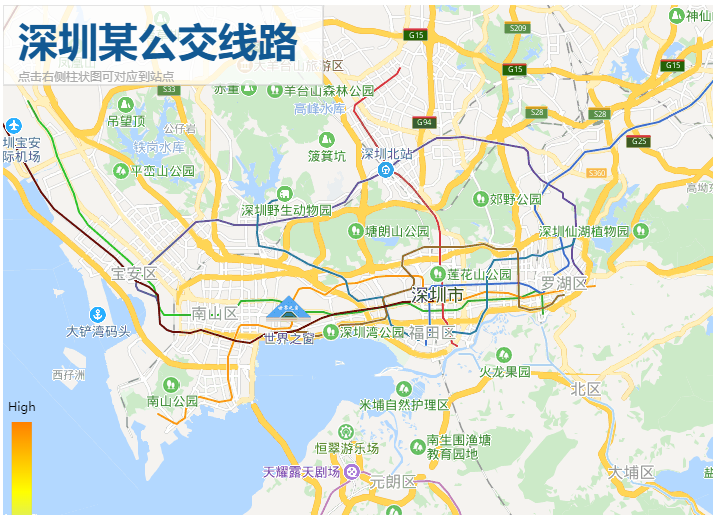 深圳某公交线路
点击右侧柱状图可对应到站点
神仙
G15
S209
G15
G15
旅游区
赤重
羊台山森林公园
S33
高峰水库
吊望顶
公仔岩
G94
S28
S28
圳宝安
际机场
铁岗水库
菠箕坑
深圳北站
G25
平峦山公园
S360
高坳东
深圳野生动物园
郊野公园
塘朗山公园
深圳仙湖植物园
宝安区
莲花山公园
罗湖区
深圳市
南山区
世界之窗
大铲湾码头
世界之窗
深圳湾公园
福田区
火龙果园
西孖洲
北区
南山公园
米埔自然护理区
High
恒翠游乐场
南生围渔塘
教育园地
天耀露天剧场
元朗区
大埔区
盐